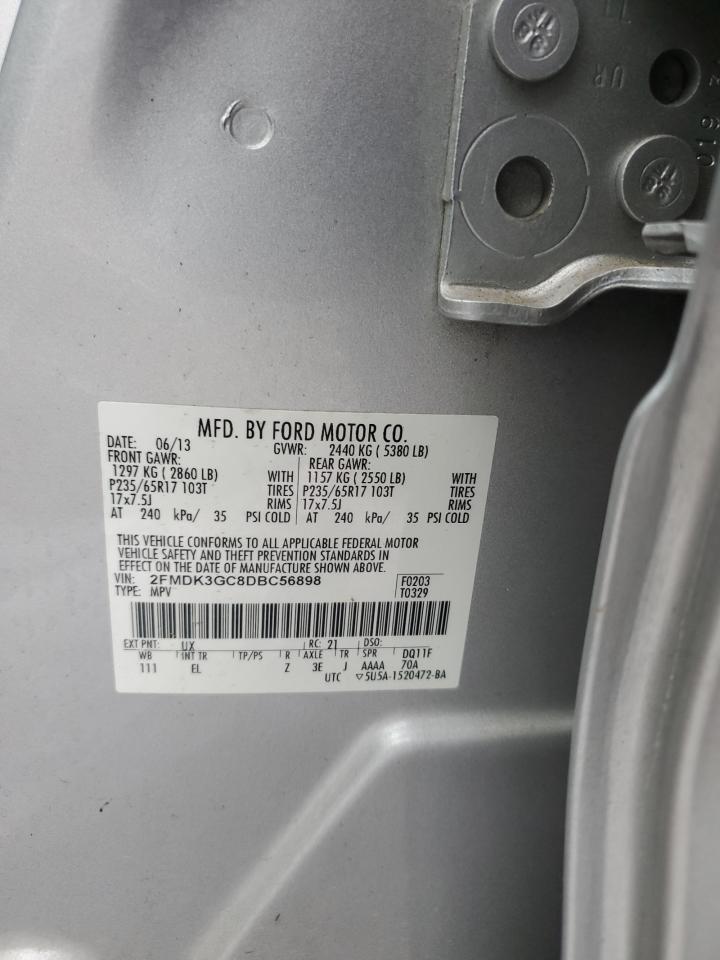 UR
019
MFD. BY FORD MOTOR CO.
DATE: 06/13 GVWR: 2440 KG ( 5380 LB)
FRONT GAWR: REAR GAWR:
1297 KG ( 2860 LB) WITH 1157 KG ( 2550 LB) WITH
P235/65R17 103T TIRES P235/65R17 103T TIRES
17x7.5J RIMS 17x7.5J RIMS
AT 240 kPa/ 35 PSI COLD AT 240 kPa/ 35 PSI COLD
THIS VEHICLE CONFORMS TO ALL APPLICABLE FEDERAL MOTOR
VEHICLE SAFETY AND THEFT PREVENTION STANDARDS IN
EFFECT ON THE DATE OF MANUFACTURE SHOWN ABOVE.
VIN: 2FMDK3GC8DBC56898 F0203
TYPE: MPV T0329
EXT PNT: UX RC: 21 DSO:
WB INT TR TP/PS R AXLE TR SPR DQ11F
111 EL Z 3E J AAAA 70A
UTC ▽5U5A-1520472-BA